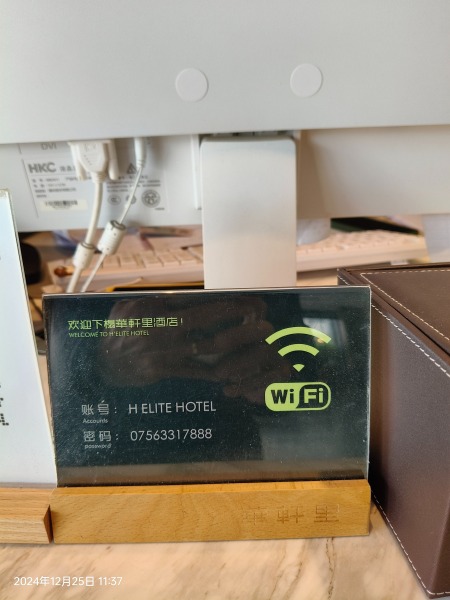 DVI
HKC
欢迎下榻華軒里酒店!
WELCOME TO H'ELITE HOTEL
WiFi
账号: H ELITE HOTEL
Accounts
密码: 07563317888
password
2024年12月25日 11:37